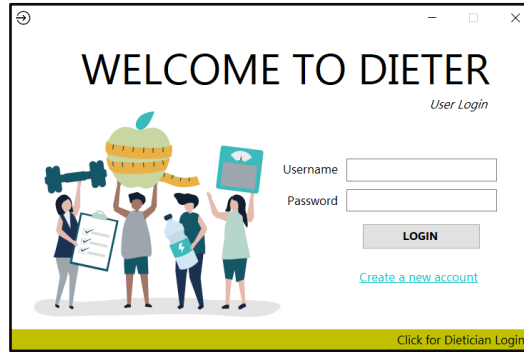 WELCOME TO DIETER
User Login
Username
Password
LOGIN
Create a new account
Click for Dietician Login